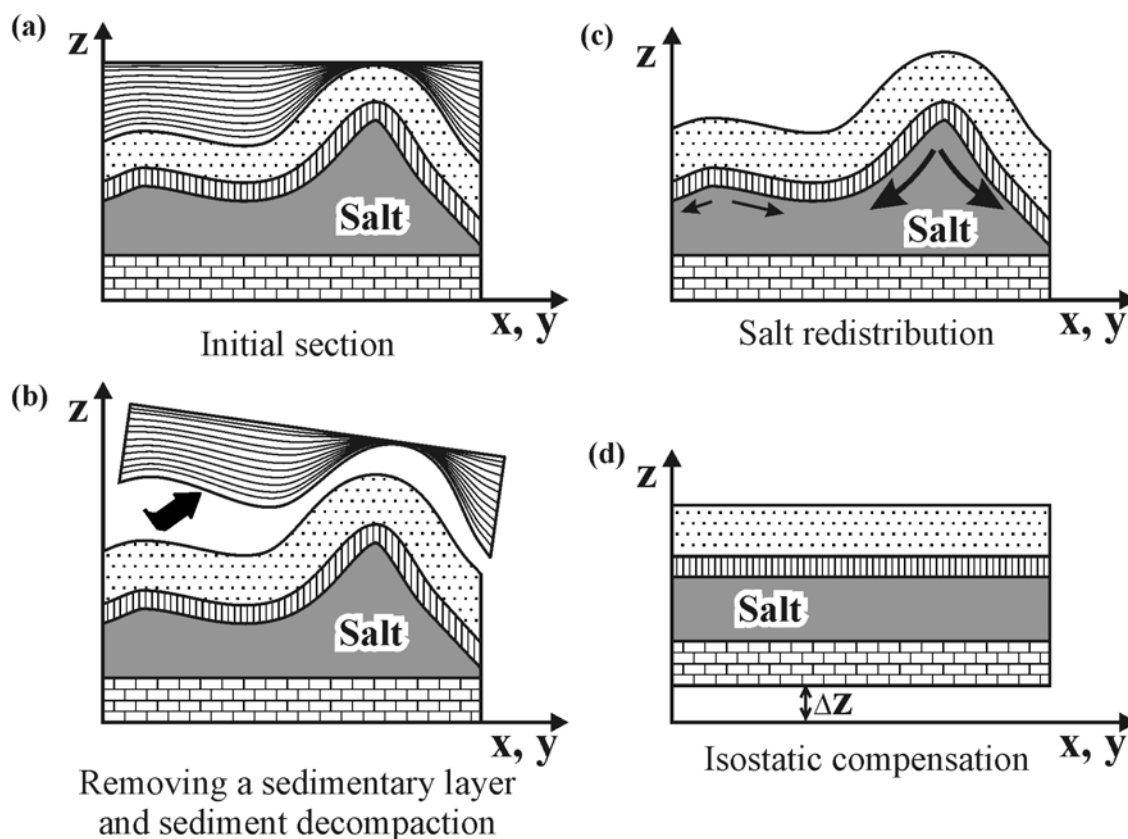 (a)
z
Salt
x, y
Initial section
(b)
z
Salt
x, y
Removing a sedimentary layer
and sediment decompaction
(c)
z
Salt
x, y
Salt redistribution
(d)
z
Salt
Δz
x, y
Isostatic compensation